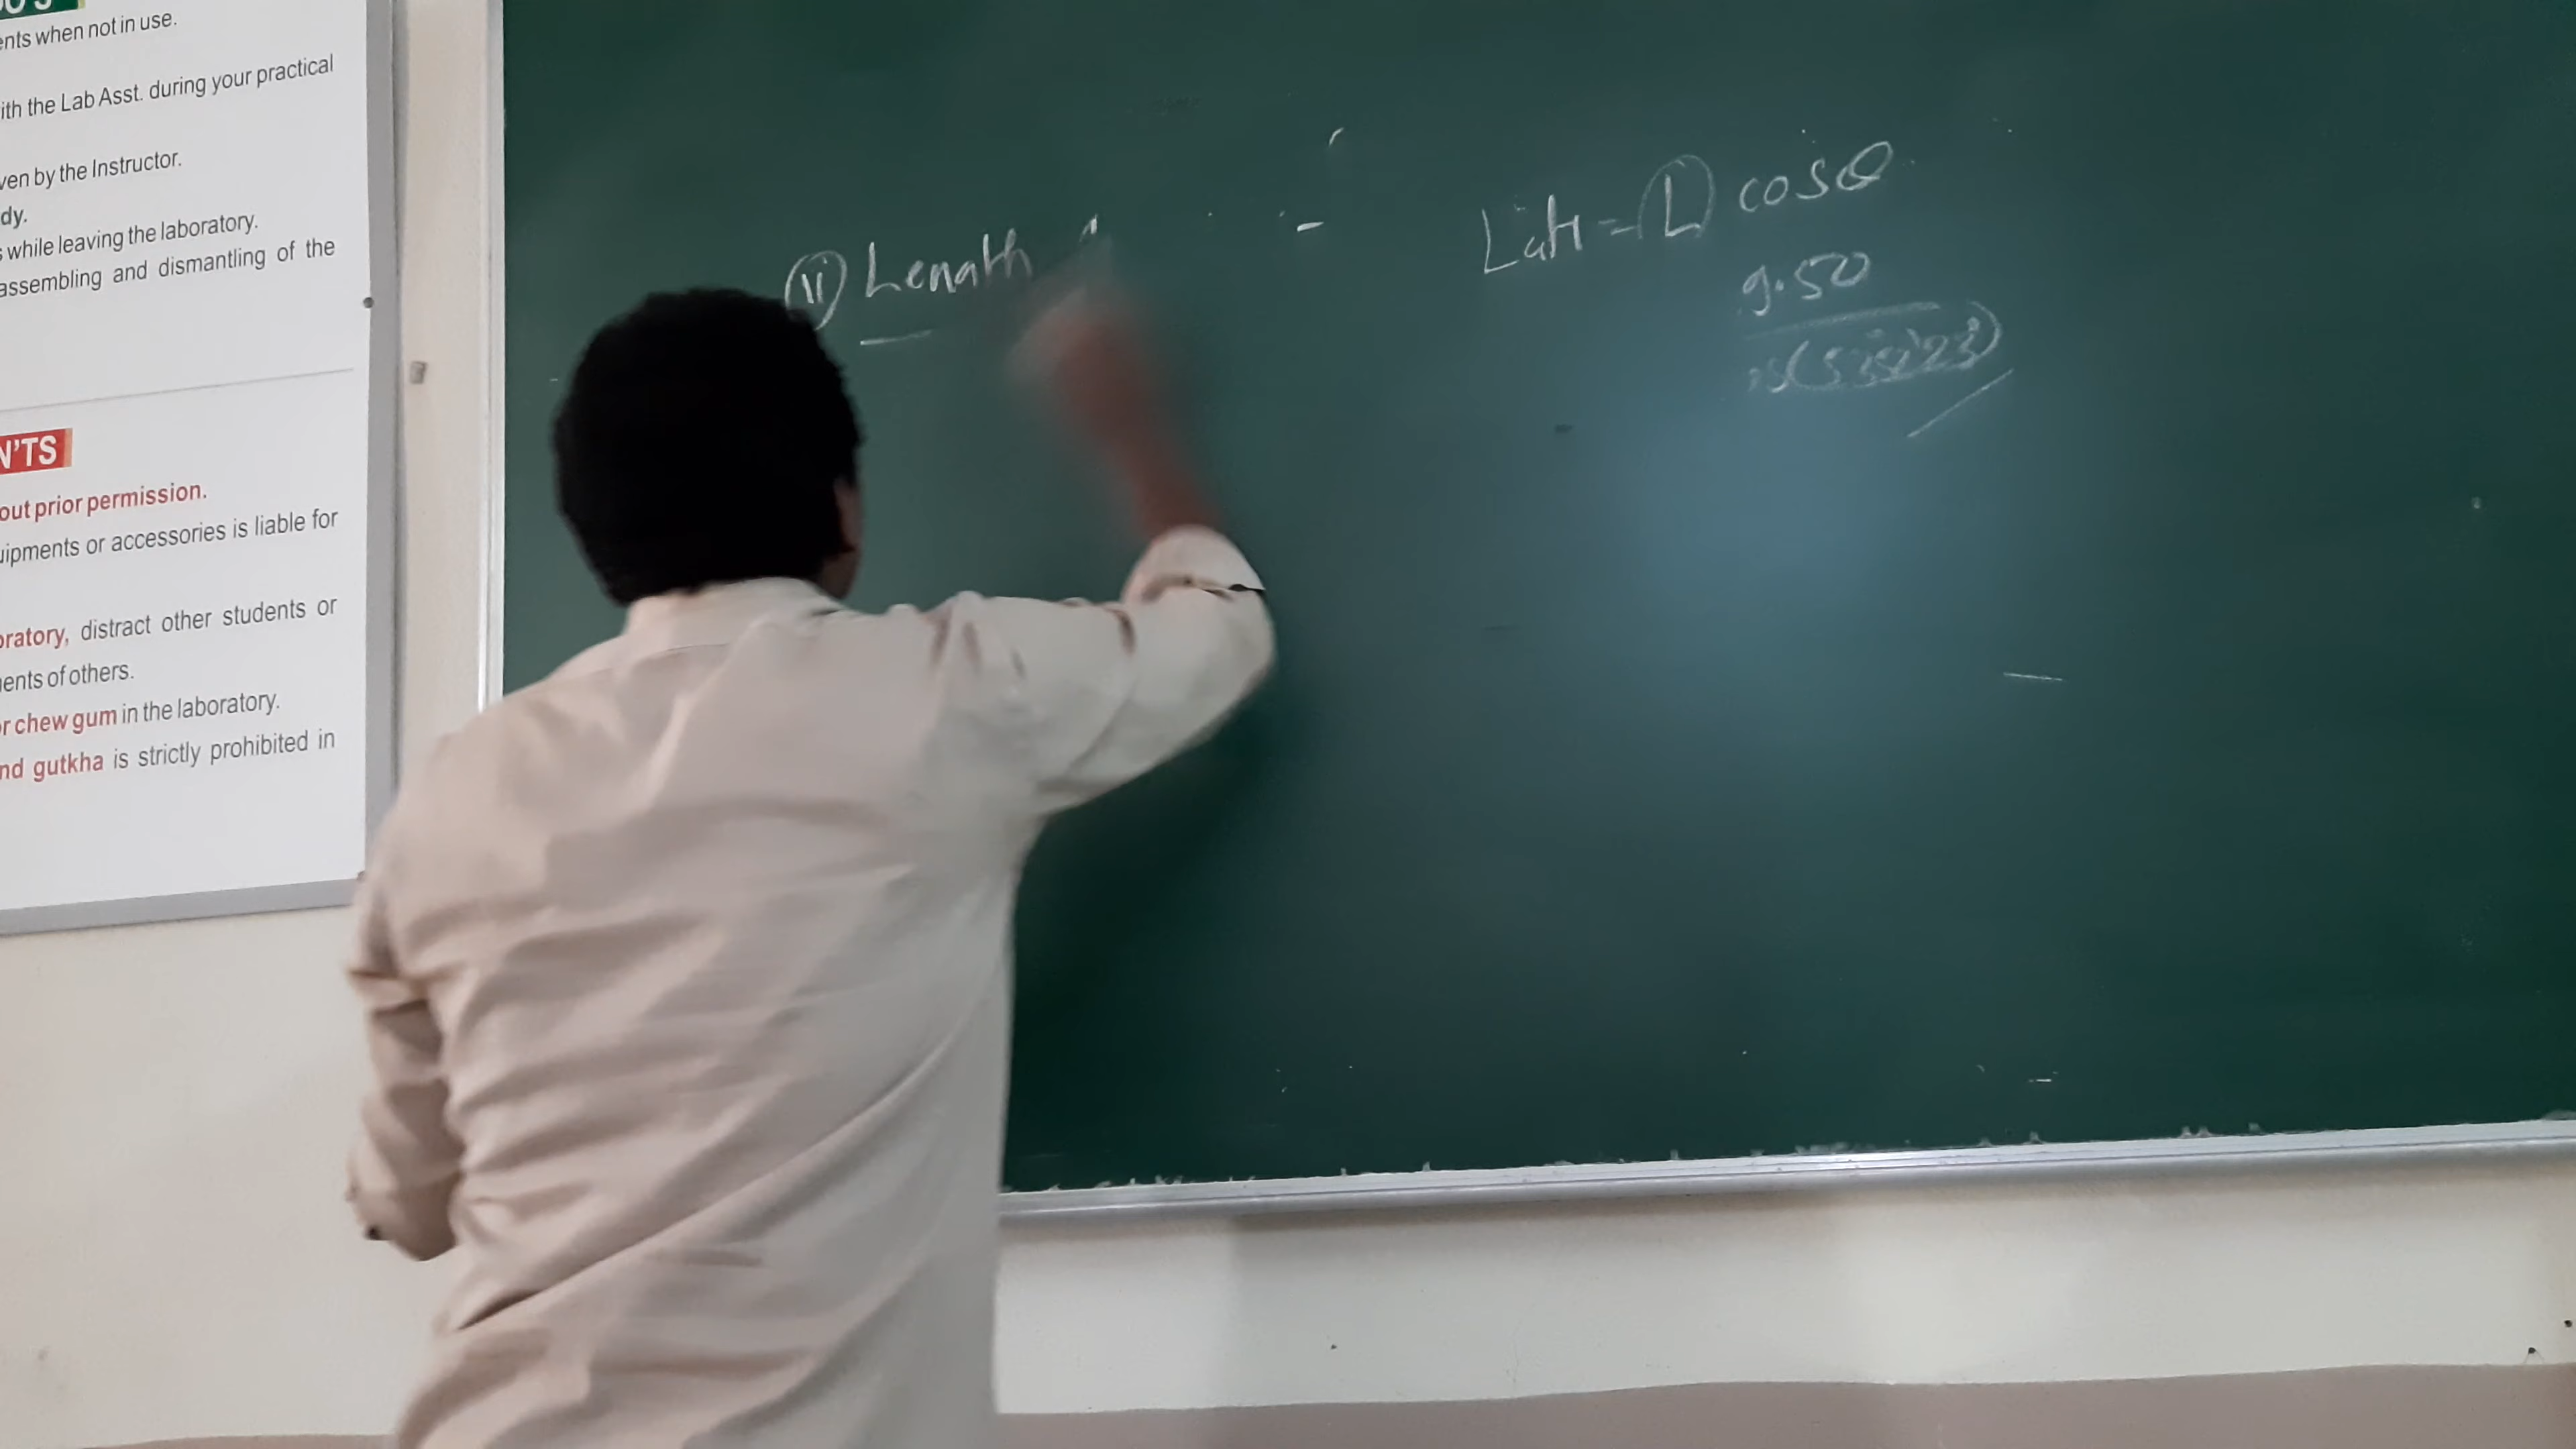 ents when not in use.
ith the Lab Asst. during your practical
ven by the Instructor.
dy.
s while leaving the laboratory.
assembling and dismantling of the
N'TS
out prior permission.
uipments or accessories is liable for
oratory, distract other students or
ents of others.
or chew gum in the laboratory.
nd gutkha is strictly prohibited in
(ii) Length
= L cosθ
9.50